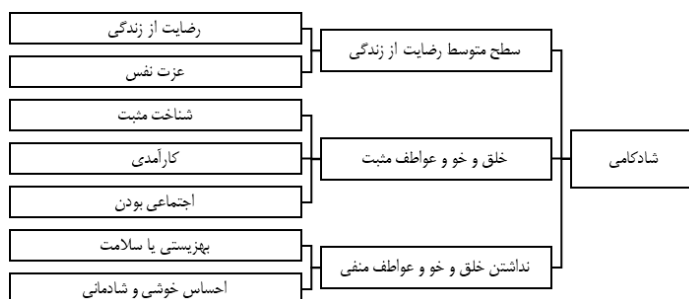 شادکامی
سطح متوسط رضایت از زندگی
رضایت از زندگی
عزت نفس
خلق و خو و عواطف مثبت
شناخت مثبت
کارآمدی
اجتماعی بودن
نداشتن خلق و خو و عواطف منفی
بهزیستی یا سلامت
احساس خوشی و شادمانی